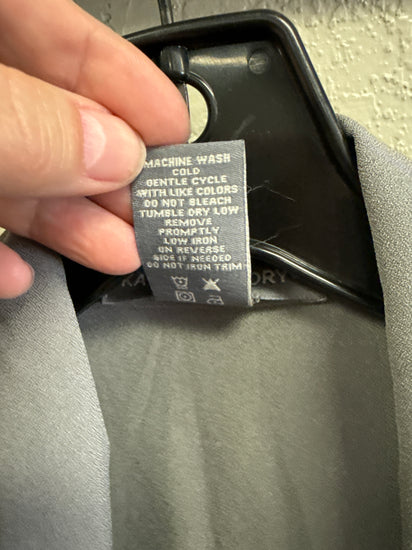 MACHINE WASH
COLD
GENTLE CYCLE
WITH LIKE COLORS
DO NOT BLEACH
TUMBLE DRY LOW
REMOVE
PROMPTLY
LOW IRON
ON REVERSE
SIDE IF NEEDED
DO NOT IRON TRIM